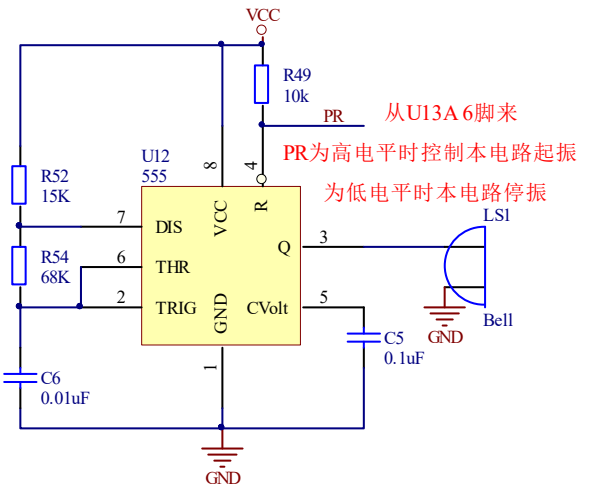 VCC
R49
10k
PR
从U13A 6脚来
PR为高电平时控制本电路起振
为低电平时本电路停振
U12
555
8
4
R52
15K
VCC
R
LS1
7
DIS
Q
3
R54
68K
6
THR
2
TRIG
GND
CVolt
5
GND
Bell
1
C5
0.1uF
C6
0.01uF
GND